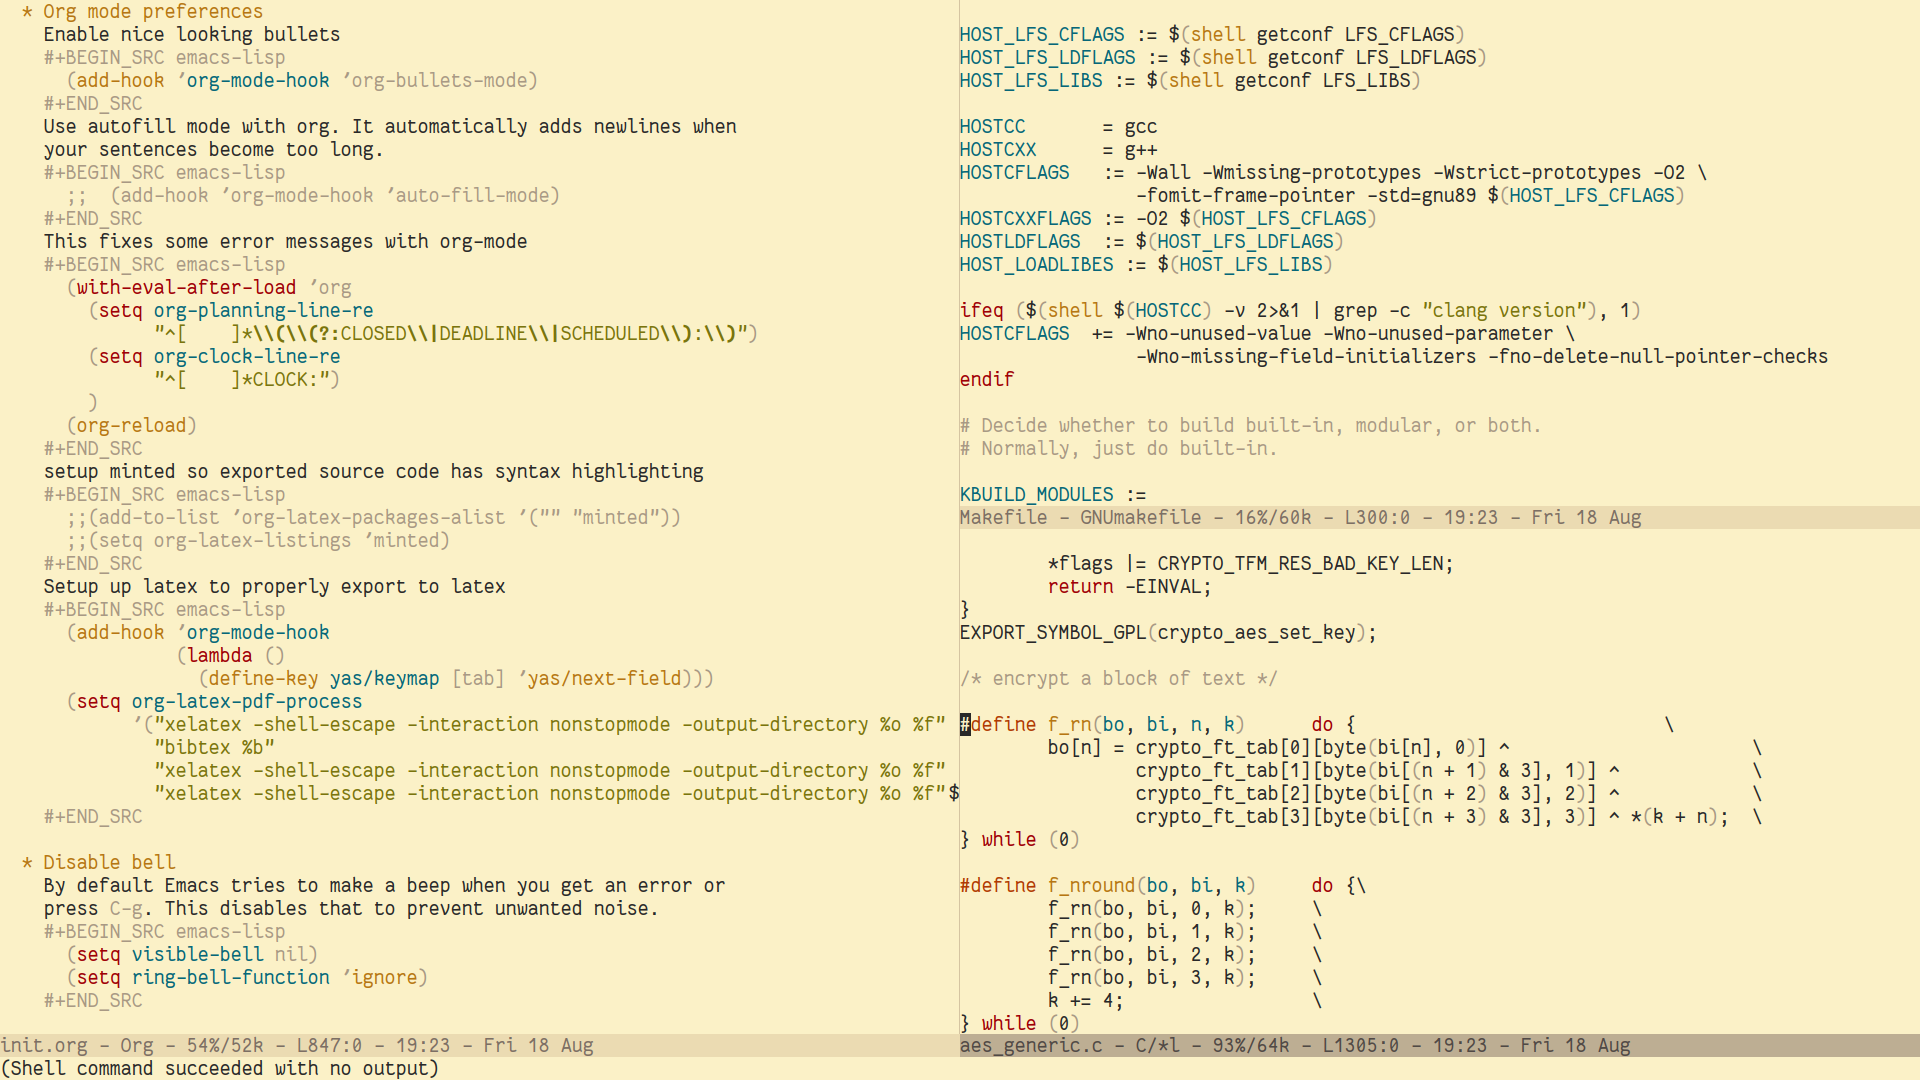 * Org mode preferences
Enable nice looking bullets
#+BEGIN_SRC emacs-lisp
(add-hook 'org-mode-hook 'org-bullets-mode)
#+END_SRC
Use autofill mode with org. It automatically adds newlines when
your sentences become too long.
#+BEGIN_SRC emacs-lisp
;;  (add-hook 'org-mode-hook 'auto-fill-mode)
#+END_SRC
This fixes some error messages with org-mode
#+BEGIN_SRC emacs-lisp
(with-eval-after-load 'org
(setq org-planning-line-re
"^[    ]*\\(\\(?:CLOSED\\|DEADLINE\\|SCHEDULED\\):\\)")
(setq org-clock-line-re
"^[    ]*CLOCK:")
)
(org-reload)
#+END_SRC
setup minted so exported source code has syntax highlighting
#+BEGIN_SRC emacs-lisp
;;(add-to-list 'org-latex-packages-alist '("" "minted"))
;;(setq org-latex-listings 'minted)
#+END_SRC
Setup up latex to properly export to latex
#+BEGIN_SRC emacs-lisp
(add-hook 'org-mode-hook
(lambda ()
(define-key yas/keymap [tab] 'yas/next-field)))
(setq org-latex-pdf-process
'("xelatex -shell-escape -interaction nonstopmode -output-directory %o %f"
"bibtex %b"
"xelatex -shell-escape -interaction nonstopmode -output-directory %o %f"
"xelatex -shell-escape -interaction nonstopmode -output-directory %o %f"$
#+END_SRC
* Disable bell
By default Emacs tries to make a beep when you get an error or
press C-g. This disables that to prevent unwanted noise.
#+BEGIN_SRC emacs-lisp
(setq visible-bell nil)
(setq ring-bell-function 'ignore)
#+END_SRC
init.org - Org - 54%/52k - L847:0 - 19:23 - Fri 18 Aug
(Shell command succeeded with no output)
HOST_LFS_CFLAGS := $(shell getconf LFS_CFLAGS)
HOST_LFS_LDFLAGS := $(shell getconf LFS_LDFLAGS)
HOST_LFS_LIBS := $(shell getconf LFS_LIBS)
HOSTCC       = gcc
HOSTCXX      = g++
HOSTCFLAGS   := -Wall -Wmissing-prototypes -Wstrict-prototypes -O2 \
-fomit-frame-pointer -std=gnu89 $(HOST_LFS_CFLAGS)
HOSTCXXFLAGS := -O2 $(HOST_LFS_CFLAGS)
HOSTLDFLAGS  := $(HOST_LFS_LDFLAGS)
HOST_LOADLIBES := $(HOST_LFS_LIBS)
ifeq ($(shell $(HOSTCC) -v 2>&1 | grep -c "clang version"), 1)
HOSTCFLAGS  += -Wno-unused-value -Wno-unused-parameter \
-Wno-missing-field-initializers -fno-delete-null-pointer-checks
endif
# Decide whether to build built-in, modular, or both.
# Normally, just do built-in.
KBUILD_MODULES :=
Makefile - GNUmakefile - 16%/60k - L300:0 - 19:23 - Fri 18 Aug
*flags |= CRYPTO_TFM_RES_BAD_KEY_LEN;
return -EINVAL;
}
EXPORT_SYMBOL_GPL(crypto_aes_set_key);
/* encrypt a block of text */
#define f_rn(bo, bi, n, k)      do {                            \
bo[n] = crypto_ft_tab[0][byte(bi[n], 0)] ^                      \
crypto_ft_tab[1][byte(bi[(n + 1) & 3], 1)] ^            \
crypto_ft_tab[2][byte(bi[(n + 2) & 3], 2)] ^            \
crypto_ft_tab[3][byte(bi[(n + 3) & 3], 3)] ^ *(k + n);  \
} while (0)
#define f_nround(bo, bi, k)     do {\
f_rn(bo, bi, 0, k);     \
f_rn(bo, bi, 1, k);     \
f_rn(bo, bi, 2, k);     \
f_rn(bo, bi, 3, k);     \
k += 4;                 \
} while (0)
aes_generic.c - C/*l - 93%/64k - L1305:0 - 19:23 - Fri 18 Aug